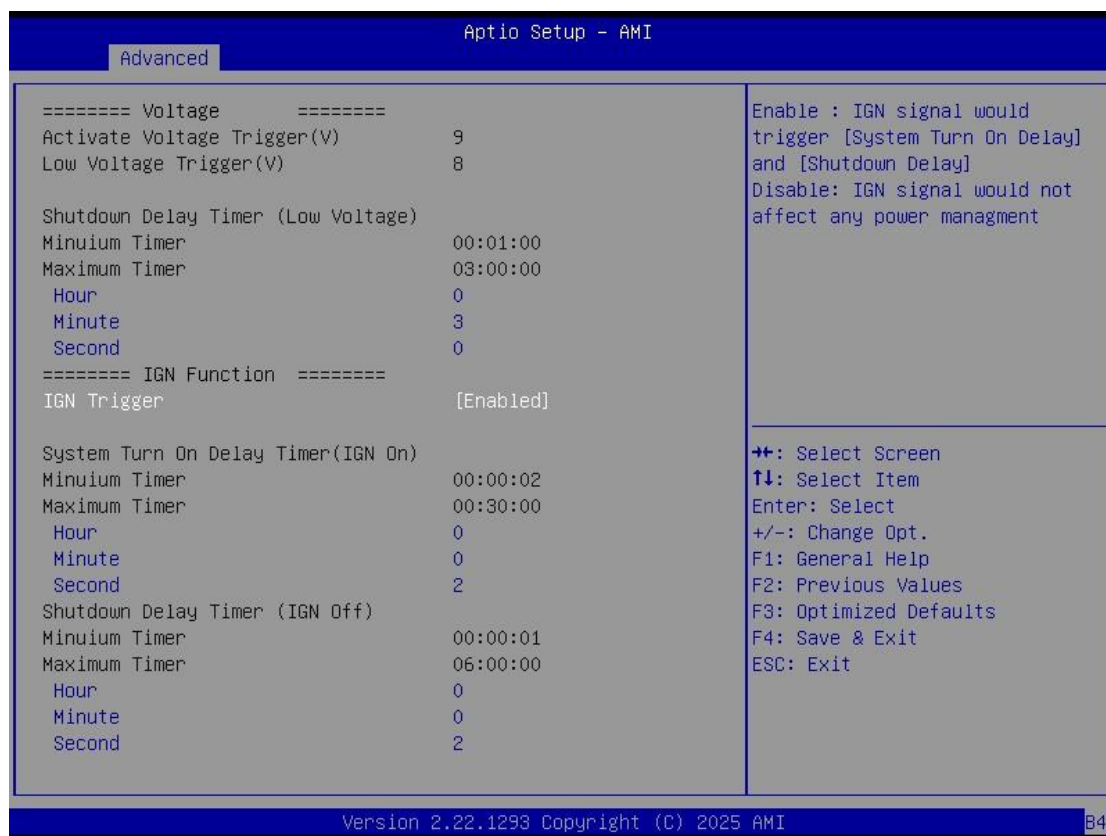 Aptio Setup - AMI
Advanced
======== Voltage ========
Activate Voltage Trigger(V) 9
Low Voltage Trigger(V) 8
Shutdown Delay Timer (Low Voltage)
Minuium Timer 00:01:00
Maximum Timer 03:00:00
Hour 0
Minute 3
Second 0
======== IGN Function ========
IGN Trigger [Enabled]
System Turn On Delay Timer(IGN On)
Minuium Timer 00:00:02
Maximum Timer 00:30:00
Hour 0
Minute 0
Second 2
Shutdown Delay Timer (IGN Off)
Minuium Timer 00:00:01
Maximum Timer 06:00:00
Hour 0
Minute 0
Second 2
Enable : IGN signal would
trigger [System Turn On Delay]
and [Shutdown Delay]
Disable: IGN signal would not
affect any power managment
→←: Select Screen
↑↓: Select Item
Enter: Select
+/-: Change Opt.
F1: General Help
F2: Previous Values
F3: Optimized Defaults
F4: Save & Exit
ESC: Exit
Version 2.22.1293 Copyright (C) 2025 AMI
B4